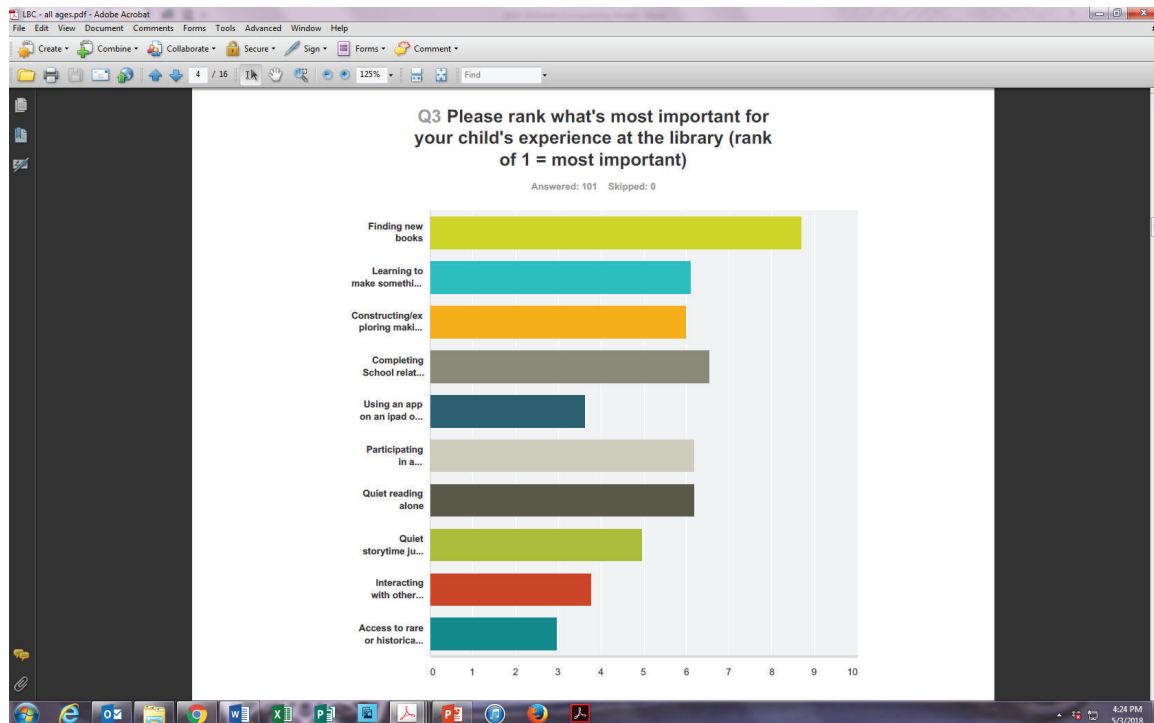 LBC - all ages.pdf - Adobe Acrobat
File Edit View Document Comments Forms Tools Advanced Window Help
Create Combine Collaborate Secure Sign Forms Comment
4 / 16 125% Find
Q3 Please rank what's most important for
your child's experience at the library (rank
of 1 = most important)
Answered: 101 Skipped: 0
Finding new
books
Learning to
make somethi...
Constructing/ex
ploring maki...
Completing
School relat...
Using an app
on an ipad o...
Participating
in a...
Quiet reading
alone
Quiet
storytime ju...
Interacting
with other...
Access to rare
or historica...
0 1 2 3 4 5 6 7 8 9 10
4:24 PM
5/3/2018